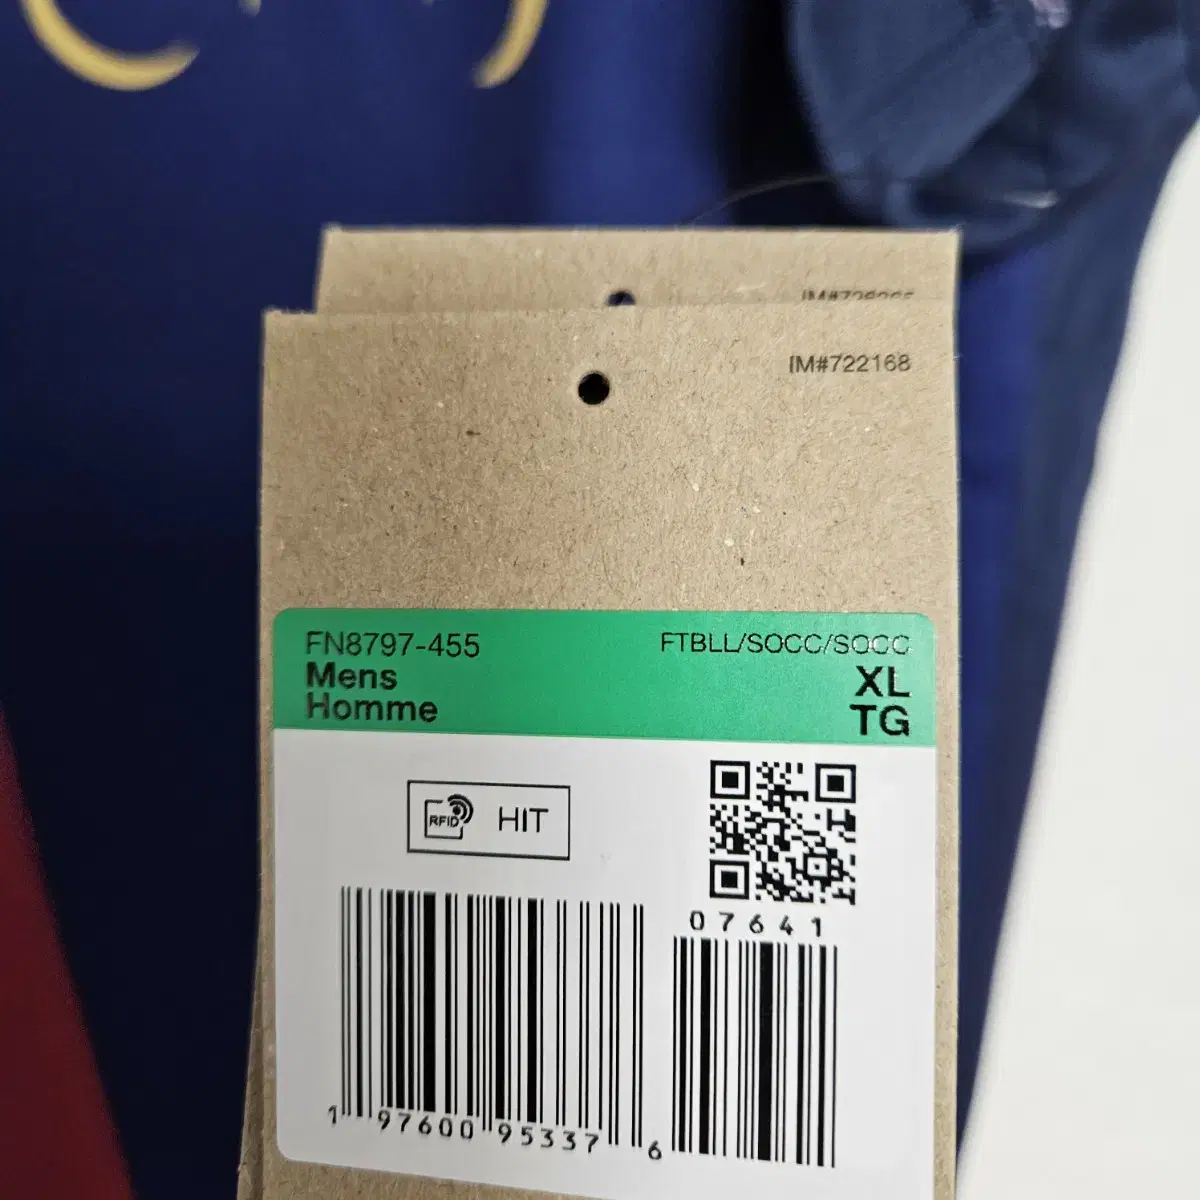 IM#722168
FN8797-455
FTBLL/SOCC/SOCC
Mens
XL
Homme
TG
RFID
HIT
07641
1 97600 95337 6